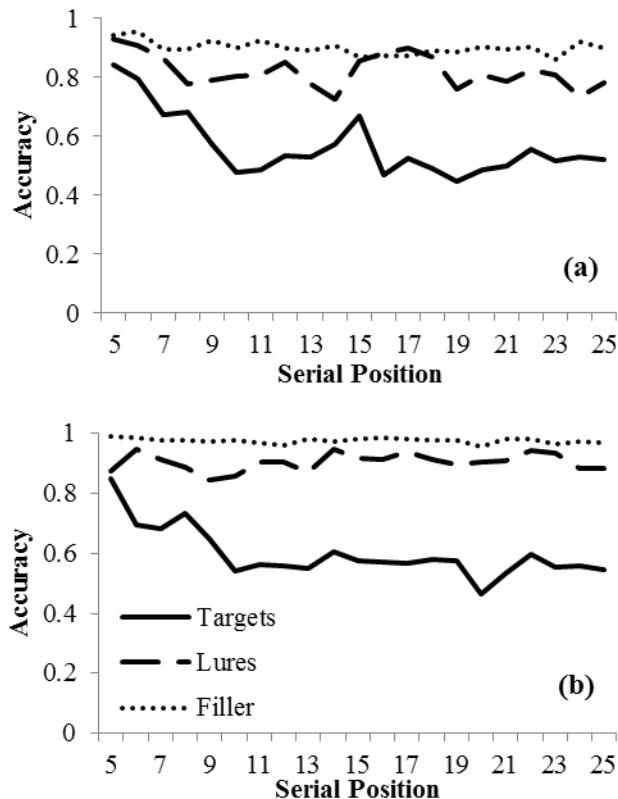 1
0.8
0.6
0.4
0.2
0
Accuracy
(a)
5 7 9 11 13 15 17 19 21 23 25
Serial Position
1
0.8
0.6
0.4
0.2
0
Accuracy
Targets
Lures
Filler
(b)
5 7 9 11 13 15 17 19 21 23 25
Serial Position